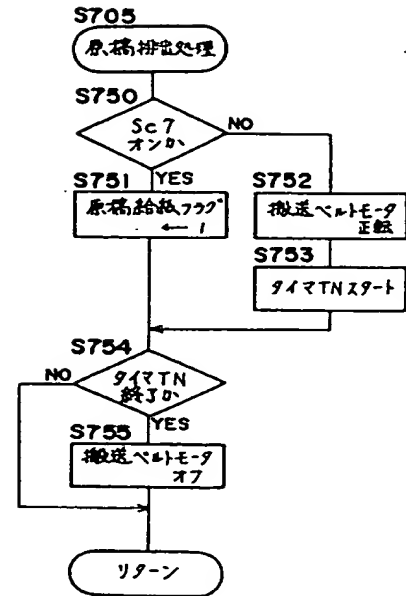 S705
原稿排出処理
S750
Sc7
オンか
NO
YES
S751
原稿給紙フラグ
← 1
S752
搬送ベルトモータ
正転
S753
タイマTNスタート
S754
タイマTN
終了か
NO
YES
S755
搬送ベルトモータ
オフ
リターン